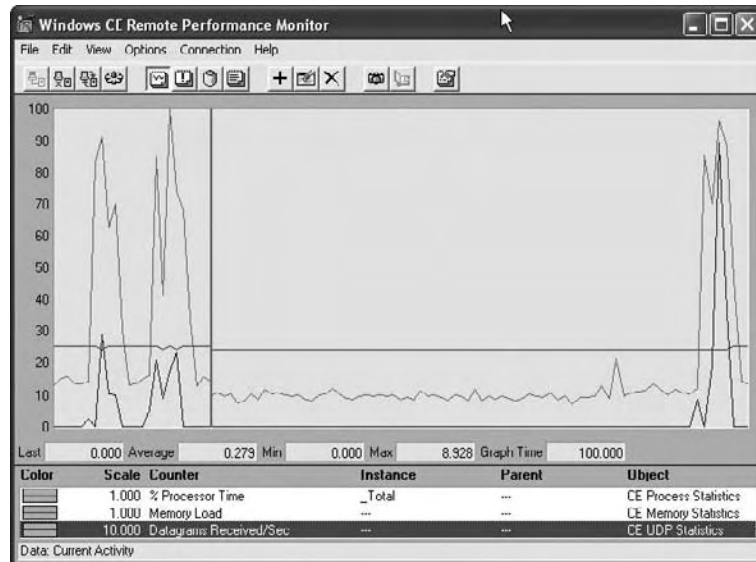 Windows CE Remote Performance Monitor
File Edit View Options Connection Help
100
90
80
70
60
50
40
30
20
10
0
Last 0.000 Average 0.279 Min 0.000 Max 8.928 Graph Time 100.000
Color Scale Counter Instance Parent Object
1.000 % Processor Time _Total --- CE Process Statistics
1.000 Memory Load --- --- CE Memory Statistics
10.000 Datagrams Received/Sec --- --- CE UDP Statistics
Data: Current Activity